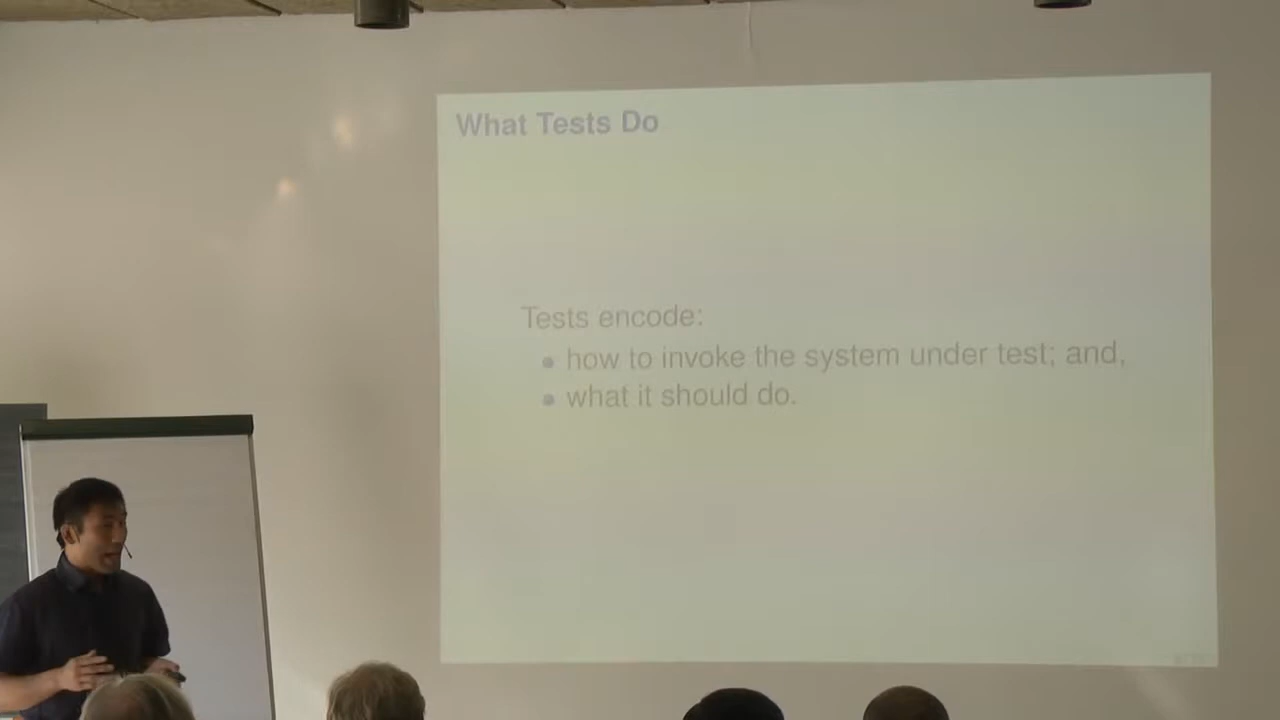 What Tests Do
Tests encode:
• how to invoke the system under test; and,
• what it should do.